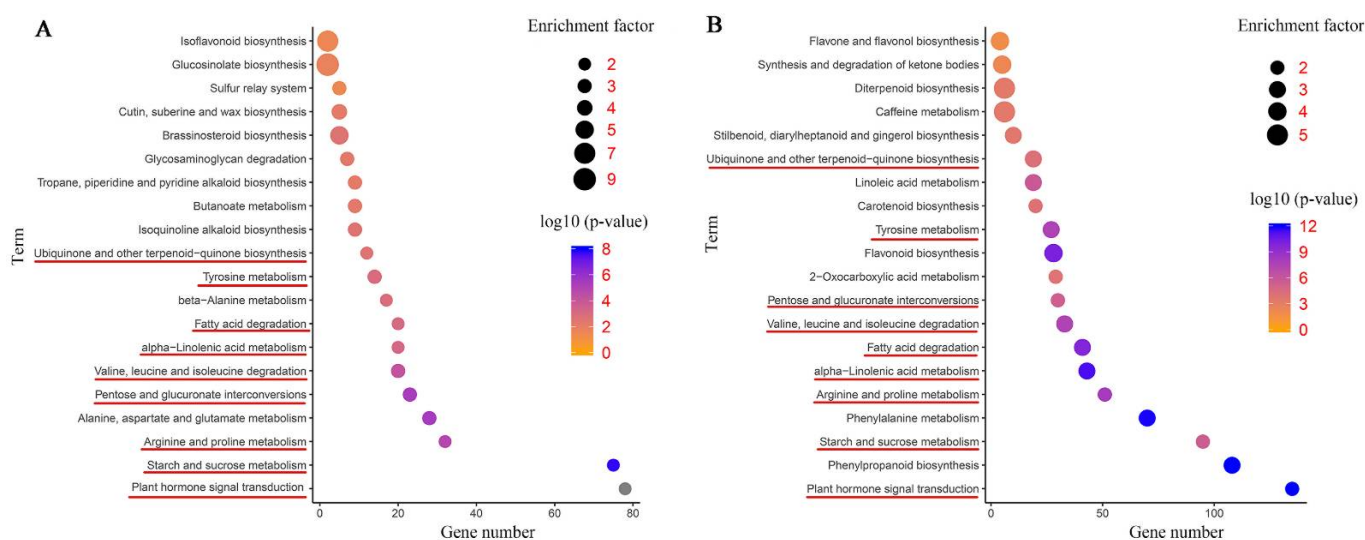 A
Isoflavonoid biosynthesis
Glucosinolate biosynthesis
Sulfur relay system
Cutin, suberine and wax biosynthesis
Brassinosteroid biosynthesis
Glycosaminoglycan degradation
Tropane, piperidine and pyridine alkaloid biosynthesis
Butanoate metabolism
Isoquinoline alkaloid biosynthesis
Ubiquinone and other terpenoid−quinone biosynthesis
Tyrosine metabolism
beta−Alanine metabolism
Fatty acid degradation
alpha−Linolenic acid metabolism
Valine, leucine and isoleucine degradation
Pentose and glucuronate interconversions
Alanine, aspartate and glutamate metabolism
Arginine and proline metabolism
Starch and sucrose metabolism
Plant hormone signal transduction
Term
0 20 40 60 80
Gene number
Enrichment factor
2
3
4
5
7
9
log10 (p-value)
8
6
4
2
0
B
Flavone and flavonol biosynthesis
Synthesis and degradation of ketone bodies
Diterpenoid biosynthesis
Caffeine metabolism
Stilbenoid, diarylheptanoid and gingerol biosynthesis
Ubiquinone and other terpenoid−quinone biosynthesis
Linoleic acid metabolism
Carotenoid biosynthesis
Tyrosine metabolism
Flavonoid biosynthesis
2−Oxocarboxylic acid metabolism
Pentose and glucuronate interconversions
Valine, leucine and isoleucine degradation
Fatty acid degradation
alpha−Linolenic acid metabolism
Arginine and proline metabolism
Phenylalanine metabolism
Starch and sucrose metabolism
Phenylpropanoid biosynthesis
Plant hormone signal transduction
Term
0 50 100
Gene number
Enrichment factor
2
3
4
5
log10 (p-value)
12
9
6
3
0